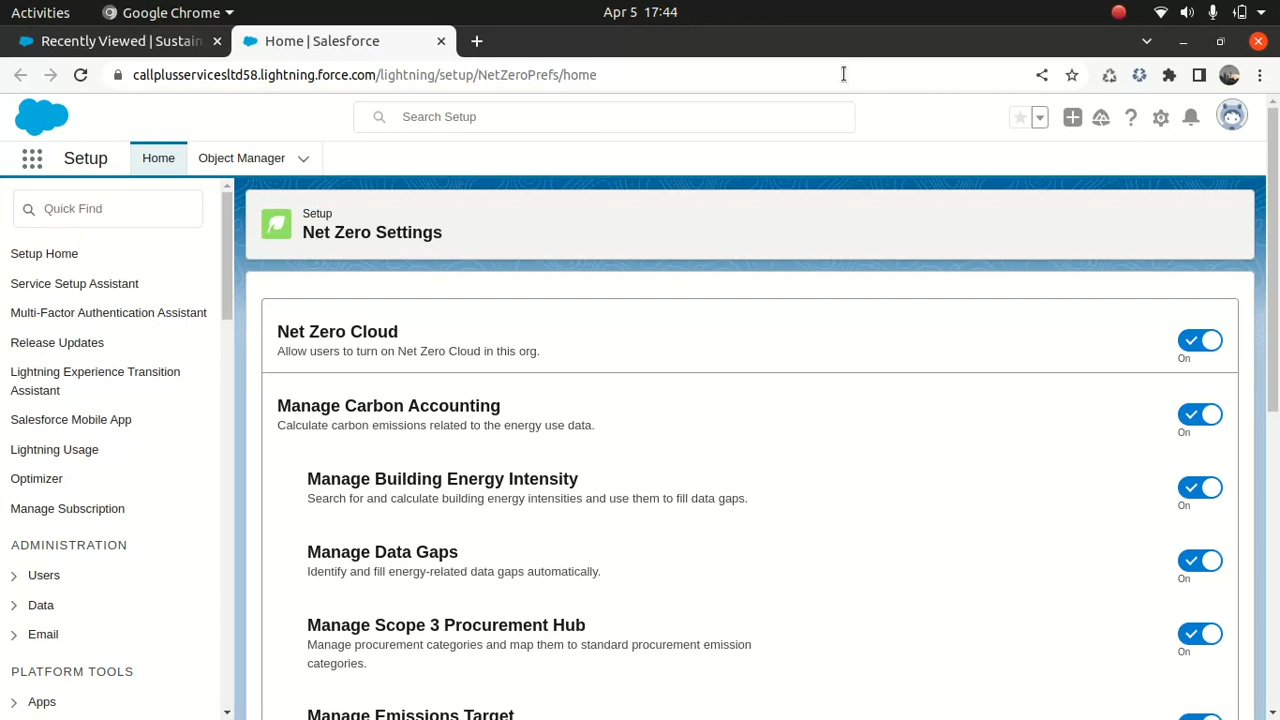 Activities
Google Chrome
Apr 5 17:44
Recently Viewed | Sustain
Home | Salesforce
callplusservicesltd58.lightning.force.com/lightning/setup/NetZeroPrefs/home
Search Setup
Setup
Home
Object Manager
Quick Find
Setup Home
Service Setup Assistant
Multi-Factor Authentication Assistant
Release Updates
Lightning Experience Transition
Assistant
Salesforce Mobile App
Lightning Usage
Optimizer
Manage Subscription
ADMINISTRATION
Users
Data
Email
PLATFORM TOOLS
Apps
Setup
Net Zero Settings
Net Zero Cloud
Allow users to turn on Net Zero Cloud in this org.
On
Manage Carbon Accounting
Calculate carbon emissions related to the energy use data.
On
Manage Building Energy Intensity
Search for and calculate building energy intensities and use them to fill data gaps.
On
Manage Data Gaps
Identify and fill energy-related data gaps automatically.
On
Manage Scope 3 Procurement Hub
Manage procurement categories and map them to standard procurement emission
categories.
On
Manage Emissions Target